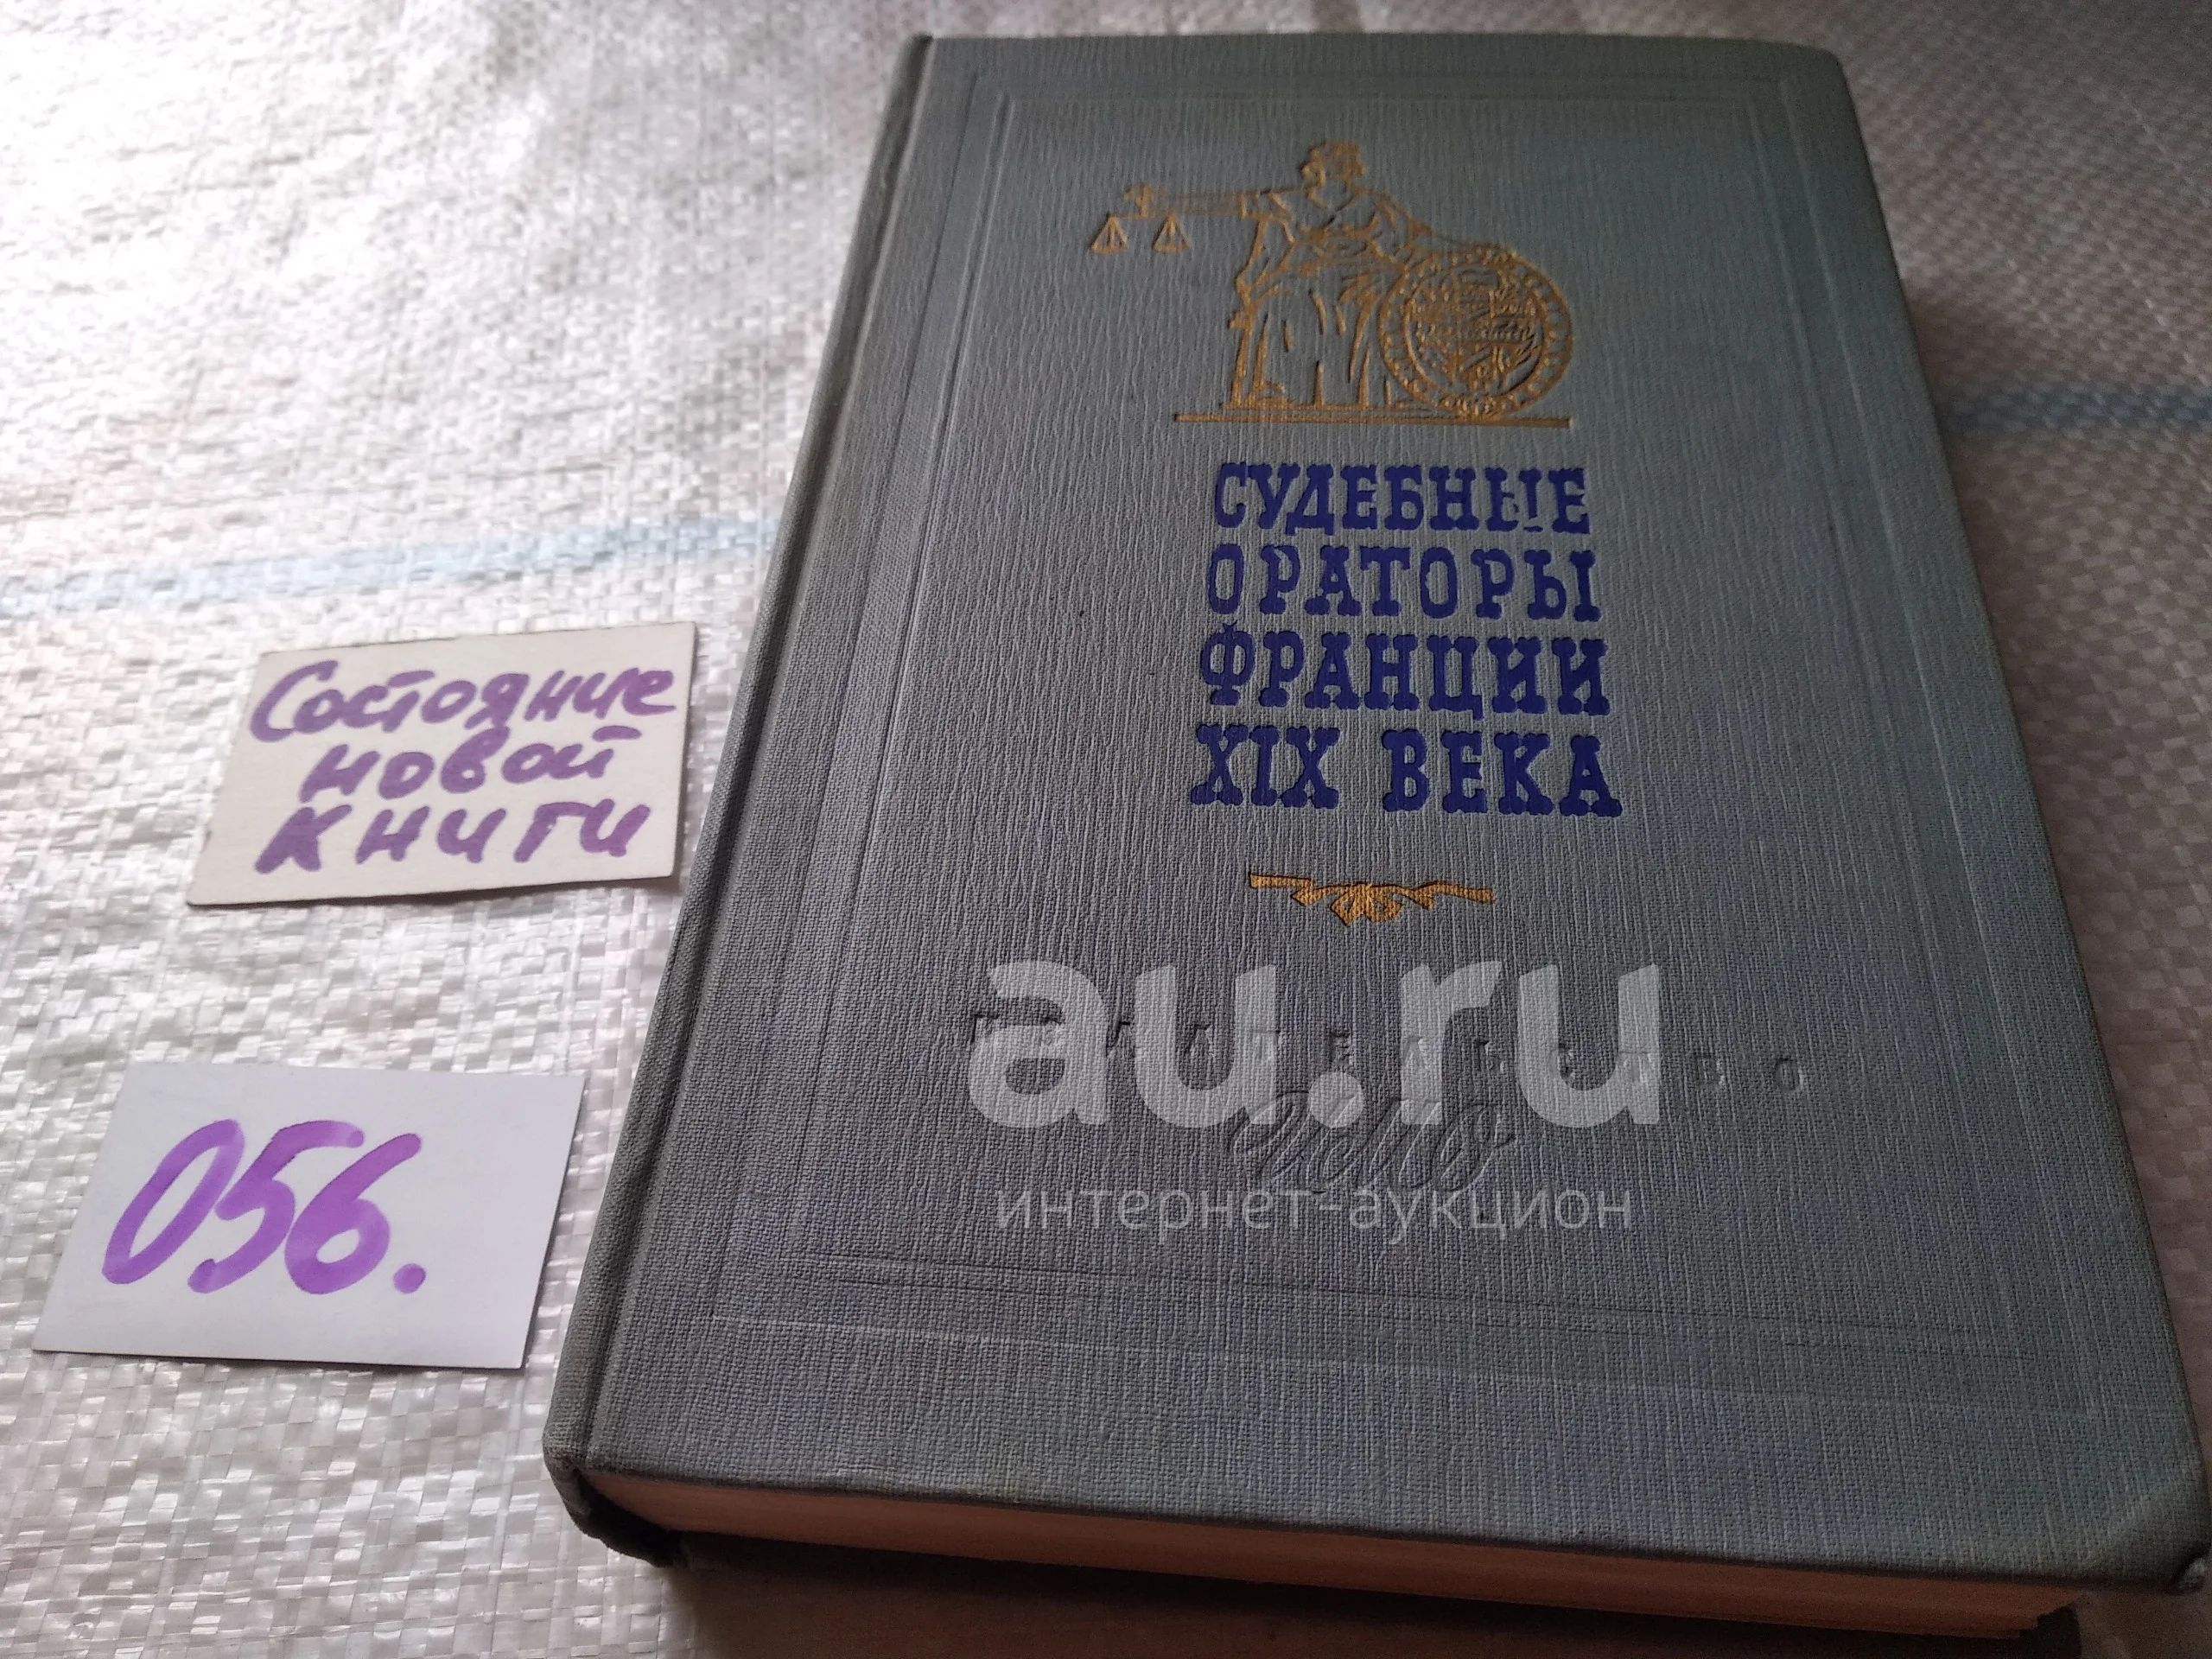 СУДЕБНЫЕ
ОРАТОРЫ
ФРАНЦИИ
XIX ВЕКА
Состояние
новой
книги
au.ru
интернет-аукцион
056.